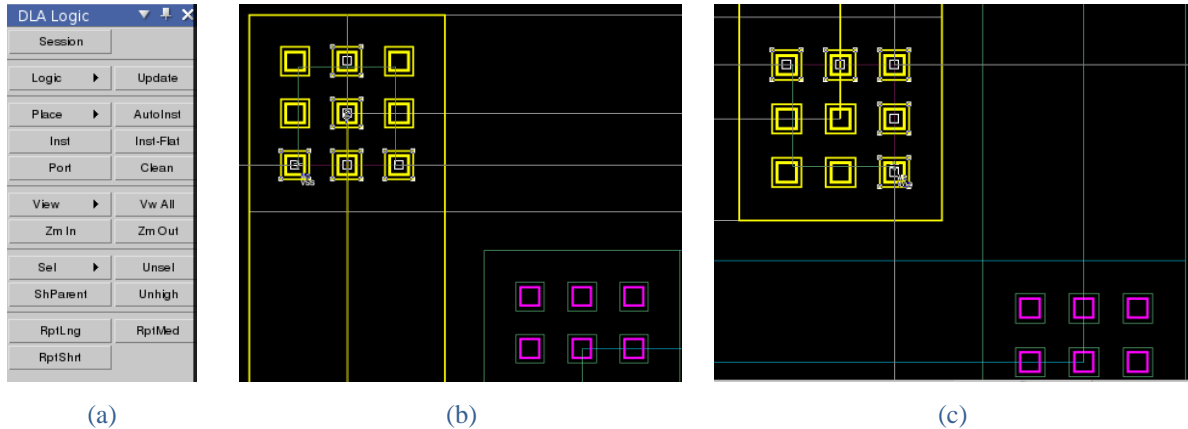 DLA Logic
Session
Logic Update
Place AutoInst
Inst Inst-Flat
Port Clean
View Vw All
Zm In Zm Out
Sel Unsel
ShParent Unhigh
RptLng RptMed
RptShrt
(a) (b) (c)